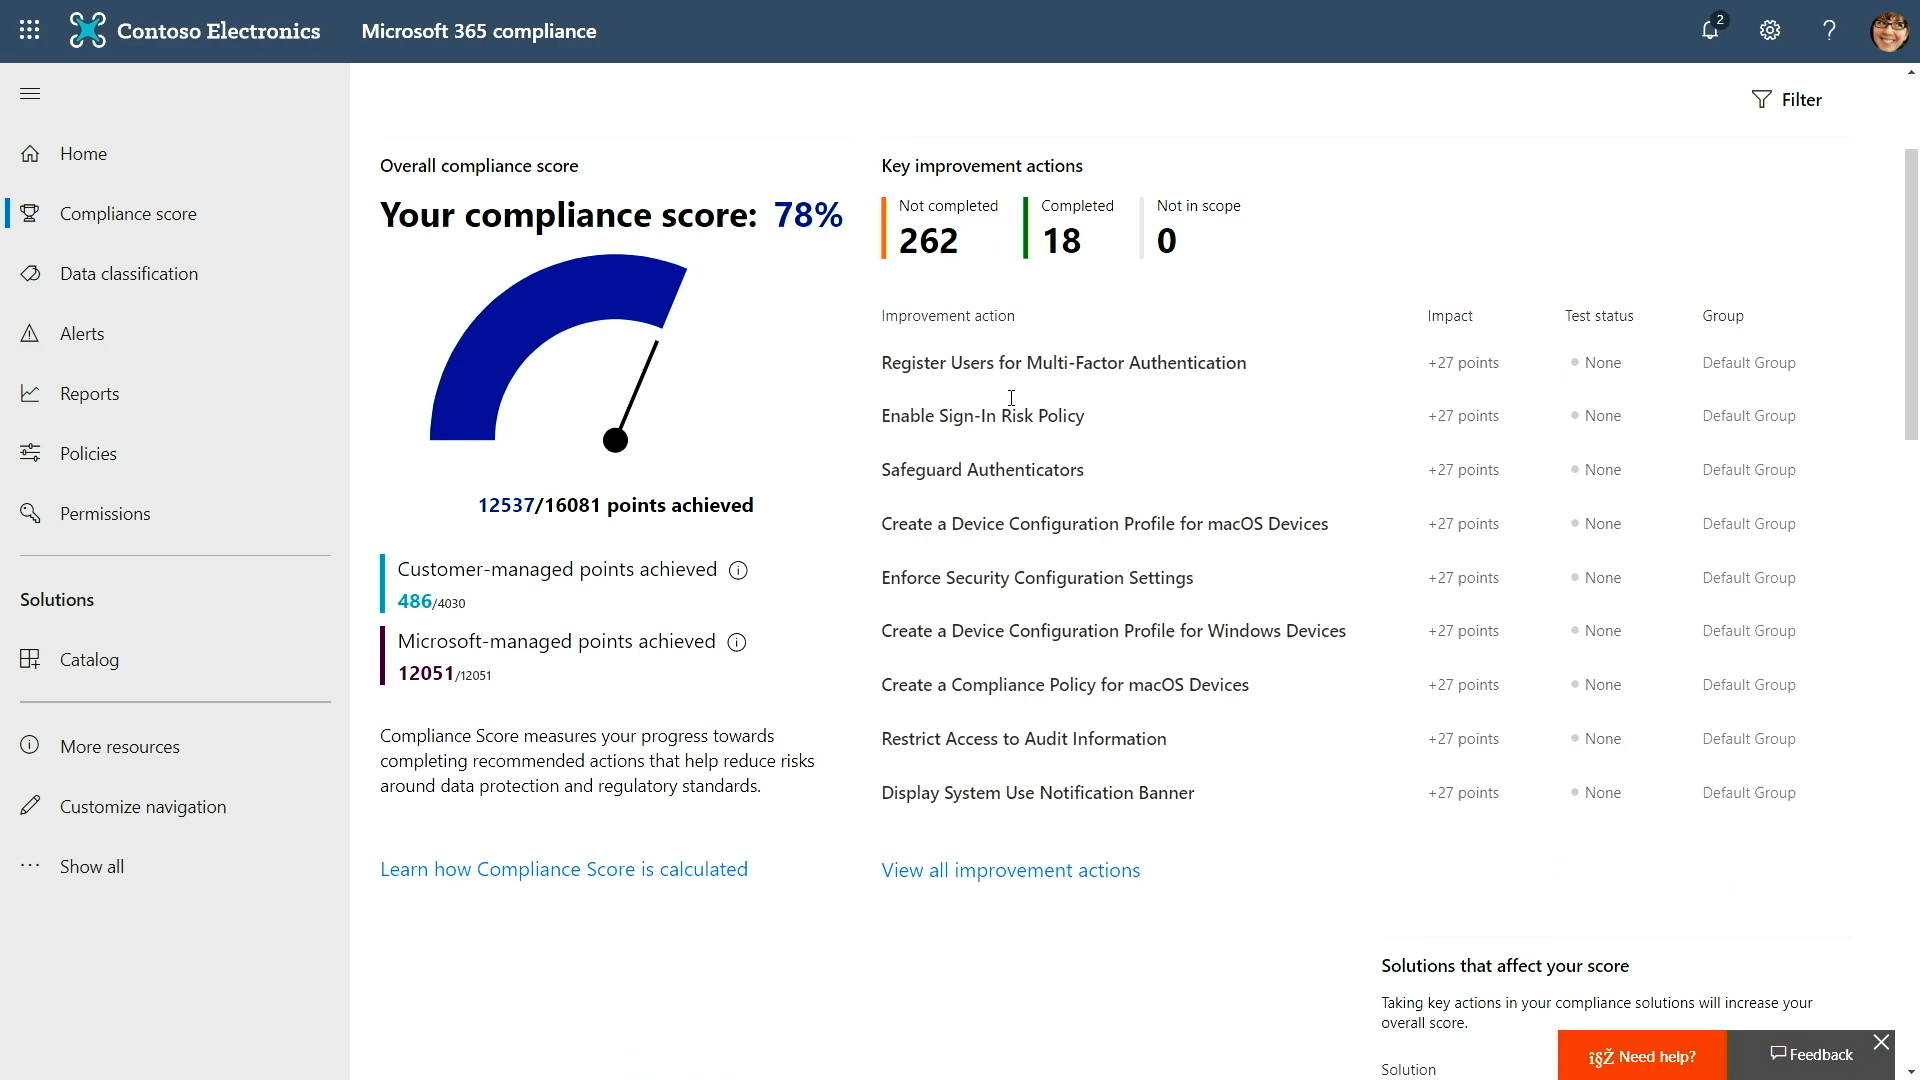 Contoso Electronics
Microsoft 365 compliance
2
Filter
Home
Compliance score
Data classification
Alerts
Reports
Policies
Permissions
Solutions
Catalog
More resources
Customize navigation
Show all
Overall compliance score
Your compliance score: 78%
12537/16081 points achieved
Customer-managed points achieved
486/4030
Microsoft-managed points achieved
12051/12051
Compliance Score measures your progress towards
completing recommended actions that help reduce risks
around data protection and regulatory standards.
Learn how Compliance Score is calculated
Key improvement actions
Not completed Completed Not in scope
262 18 0
Improvement action Impact Test status Group
Register Users for Multi-Factor Authentication +27 points None Default Group
Enable Sign-In Risk Policy +27 points None Default Group
Safeguard Authenticators +27 points None Default Group
Create a Device Configuration Profile for macOS Devices +27 points None Default Group
Enforce Security Configuration Settings +27 points None Default Group
Create a Device Configuration Profile for Windows Devices +27 points None Default Group
Create a Compliance Policy for macOS Devices +27 points None Default Group
Restrict Access to Audit Information +27 points None Default Group
Display System Use Notification Banner +27 points None Default Group
View all improvement actions
Solutions that affect your score
Taking key actions in your compliance solutions will increase your
overall score.
Solution
îşŽ Need help?
Feedback